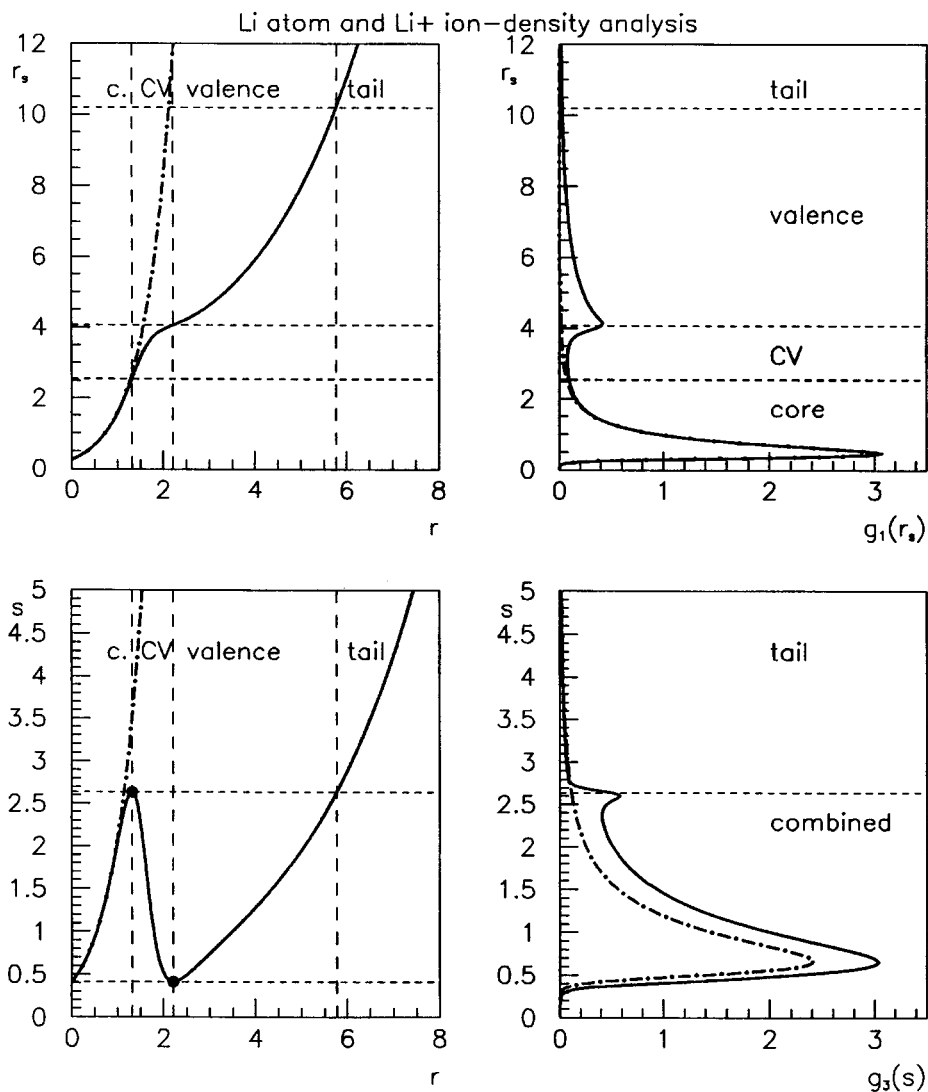 Li atom and Li+ ion-density analysis
12
r_s
10
8
6
4
2
0
c. CV valence tail
0 2 4 6 8
r
12
r_s
10
8
6
4
2
0
tail
valence
CV
core
0 1 2 3
g₁(r_s)
5
s
4.5
4
3.5
3
2.5
2
1.5
1
0.5
0
c. CV valence tail
0 2 4 6 8
r
5
s
4.5
4
3.5
3
2.5
2
1.5
1
0.5
0
tail
combined
0 1 2 3
g₃(s)